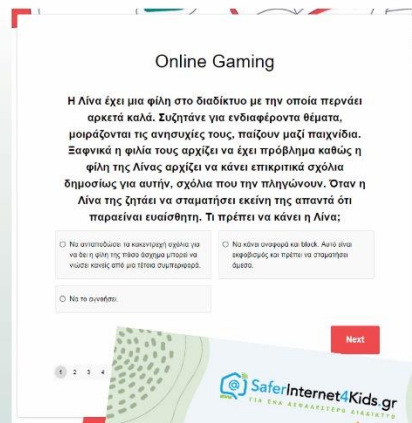 Online Gaming
Η Λίνα έχει μια φίλη στο διαδίκτυο με την οποία περνάει
αρκετά καλά. Συζητάνε για ενδιαφέροντα θέματα,
μοιράζονται τις ανησυχίες τους, παίζουν μαζί παιχνίδια.
Ξαφνικά η φιλία τους αρχίζει να έχει πρόβλημα καθώς η
φίλη της Λίνας αρχίζει να κάνει επικριτικά σχόλια
δημοσίως για αυτήν, σχόλια που την πληγώνουν. Όταν η
Λίνα της ζητάει να σταματήσει εκείνη της απαντά ότι
παραείναι ευαίσθητη. Τι πρέπει να κάνει η Λίνα;
Να ανταποδώσει τα κακεντρεχή σχόλια για
να δει η φίλη της πόσο άσχημα μπορεί να
νιώσει κανείς από μια τέτοια συμπεριφορά.
Να κάνει αναφορά και block. Αυτό είναι
εκφοβισμός και πρέπει να σταματήσει
άμεσα.
Να το αγνοήσει.
Next
1 2 3 4
SaferInternet4Kids.gr
ΓΙΑ ΕΝΑ ΑΣΦΑΛΕΣΤΕΡΟ ΔΙΑΔΙΚΤΥΟ